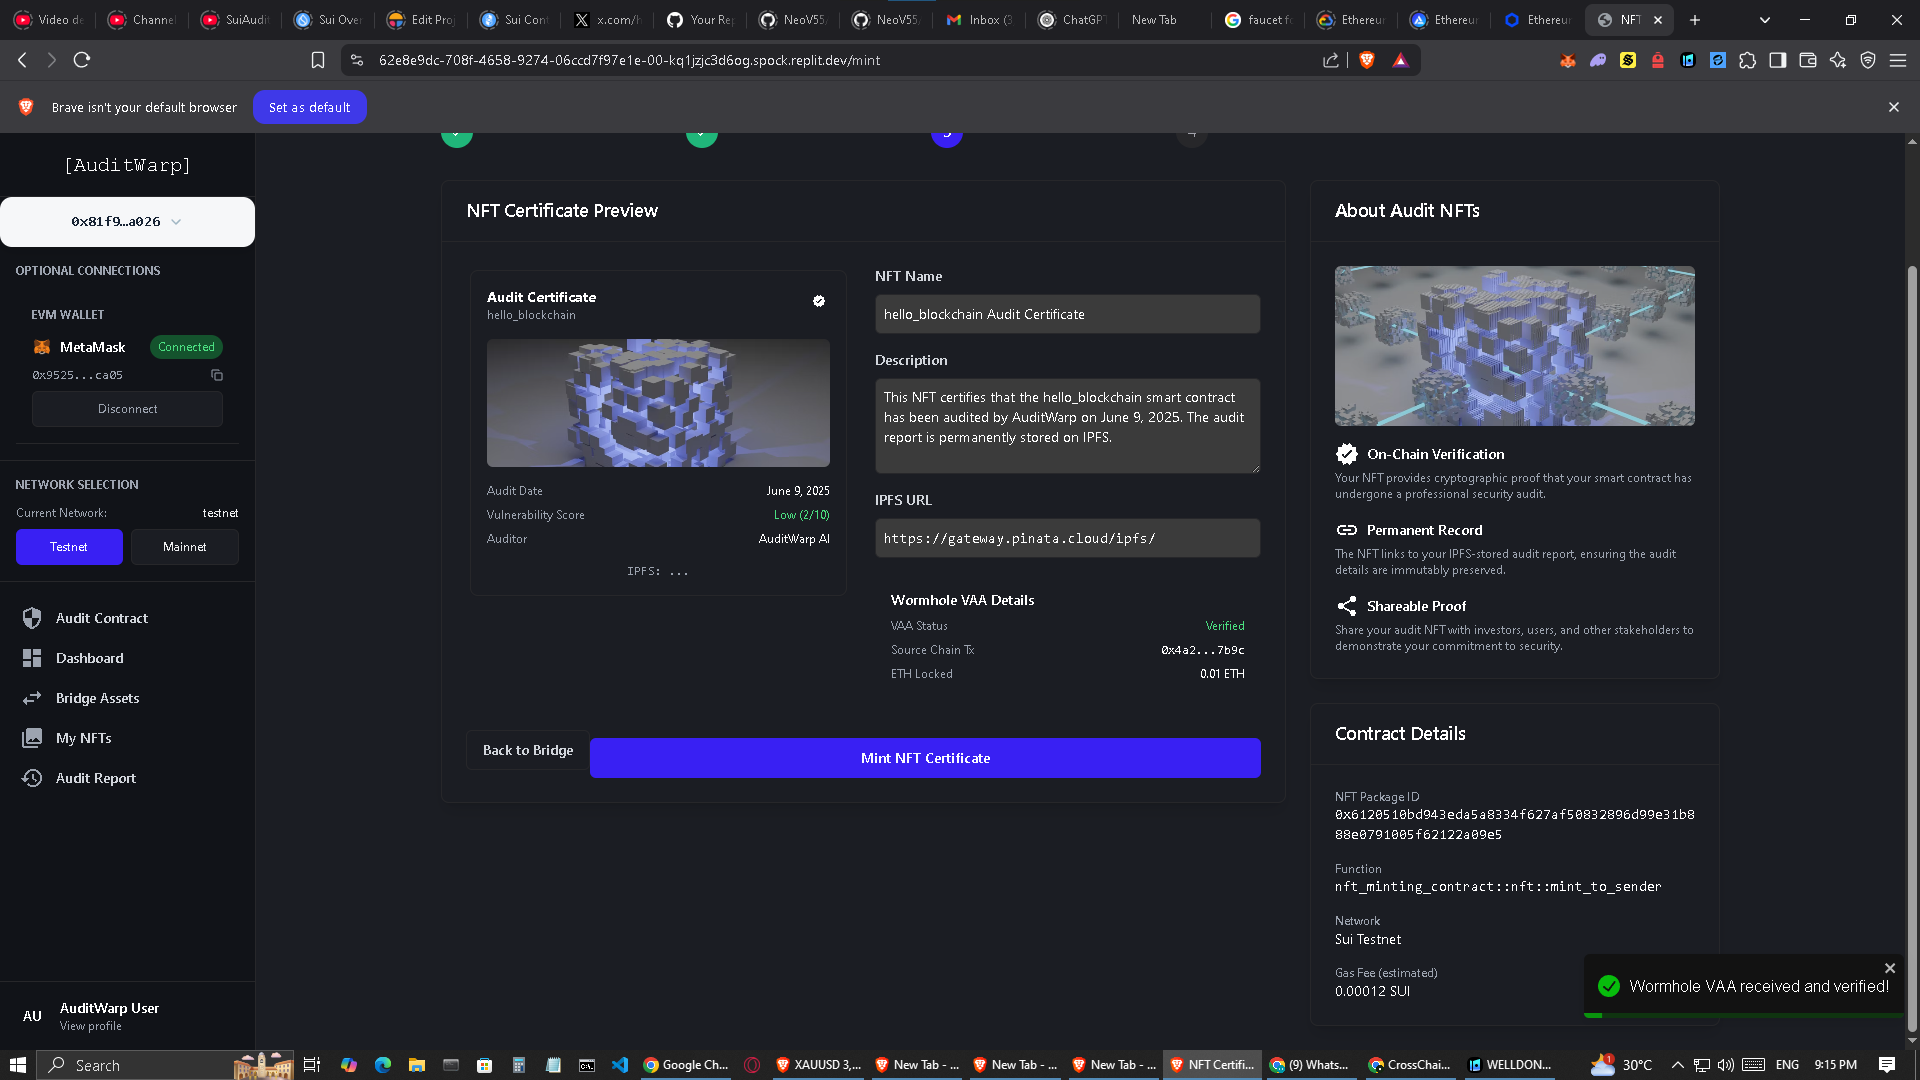 Video de
Channel
SuiAudit
Sui Over
Edit Proj
Sui Cont
x.com/h
Your Rep
NeoV55/
NeoV55/
Inbox (3
ChatGPT
New Tab
faucet fo
Ethereum
Ethereum
Ethereum
NFT
62e8e9dc-708f-4658-9274-06ccd7f97e1e-00-kq1jzjc3d6og.spock.replit.dev/mint
Brave isn't your default browser
Set as default
[AuditWarp]
0x81f9…a026
OPTIONAL CONNECTIONS
EVM WALLET
MetaMask
Connected
0x9525...ca05
Disconnect
NETWORK SELECTION
Current Network:
testnet
Testnet
Mainnet
Audit Contract
Dashboard
Bridge Assets
My NFTs
Audit Report
AU
AuditWarp User
View profile
NFT Certificate Preview
Audit Certificate
hello_blockchain
Audit Date
June 9, 2025
Vulnerability Score
Low (2/10)
Auditor
AuditWarp AI
IPFS: ...
NFT Name
hello_blockchain Audit Certificate
Description
This NFT certifies that the hello_blockchain smart contract
has been audited by AuditWarp on June 9, 2025. The audit
report is permanently stored on IPFS.
IPFS URL
https://gateway.pinata.cloud/ipfs/
Wormhole VAA Details
VAA Status
Verified
Source Chain Tx
0x4a2...7b9c
ETH Locked
0.01 ETH
Back to Bridge
Mint NFT Certificate
About Audit NFTs
On-Chain Verification
Your NFT provides cryptographic proof that your smart contract has
undergone a professional security audit.
Permanent Record
The NFT links to your IPFS-stored audit report, ensuring the audit
details are immutably preserved.
Shareable Proof
Share your audit NFT with investors, users, and other stakeholders to
demonstrate your commitment to security.
Contract Details
NFT Package ID
0x6120510bd943eda5a8334f627af50832896d99e31b8
88e0791005f62122a09e5
Function
nft_minting_contract::nft::mint_to_sender
Network
Sui Testnet
Gas Fee (estimated)
0.00012 SUI
Wormhole VAA received and verified!
Search
Google Ch...
XAUUSD 3,...
New Tab - ...
New Tab - ...
New Tab - ...
NFT Certifi...
(9) Whats...
CrossChai...
WELLDON...
1
30°C
ENG
9:15 PM